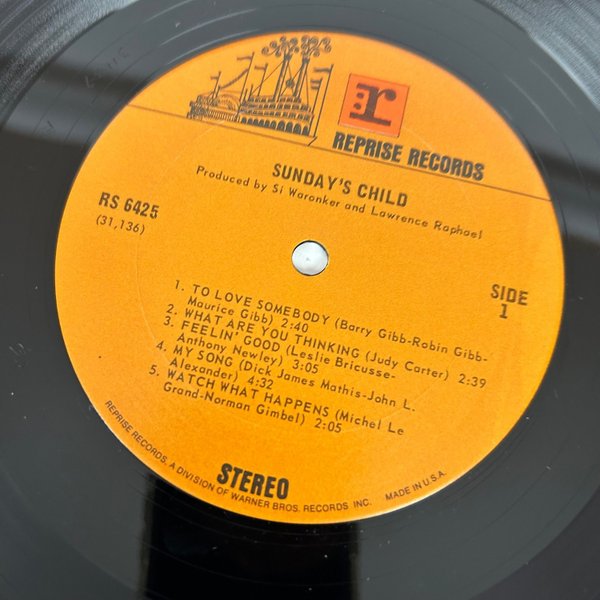 r:
REPRISE RECORDS
SUNDAY'S CHILD
Produced by Si Waronker and Lawrence Raphael
RS 6425
(31,136)
SIDE
1
1. TO LOVE SOMEBODY (Barry Gibb-Robin Gibb-
Maurice Gibb) 2:40
2. WHAT ARE YOU THINKING (Judy Carter) 2:39
3. FEELIN' GOOD (Leslie Bricusse-
Anthony Newley) 3:05
4. MY SONG (Dick James Mathis-John L.
Alexander) 4:32
5. WATCH WHAT HAPPENS (Michel Le
Grand-Norman Gimbel) 2:05
STEREO
REPRISE RECORDS, A DIVISION OF WARNER BROS. RECORDS INC. MADE IN U.S.A.